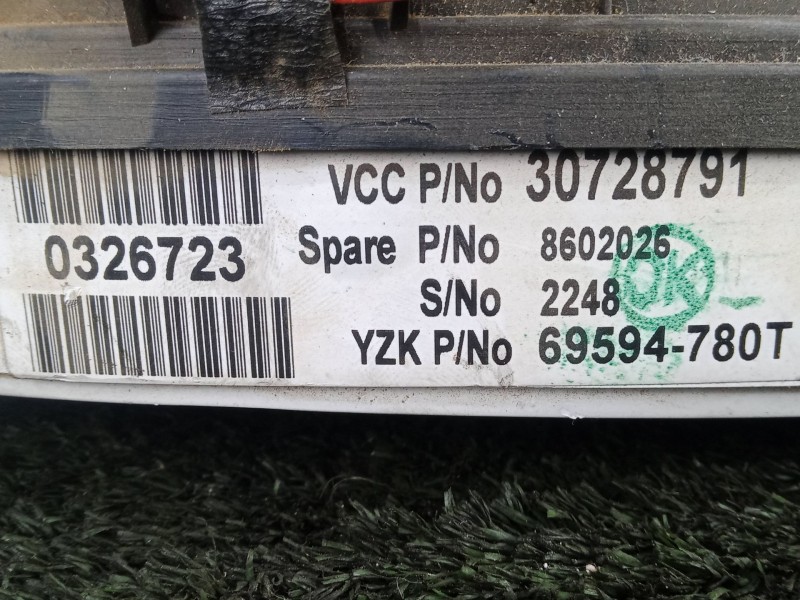 VCC P/No 30728791
0326723
Spare P/No 8602026
S/No 2248
OK
YZK P/No 69594-780T